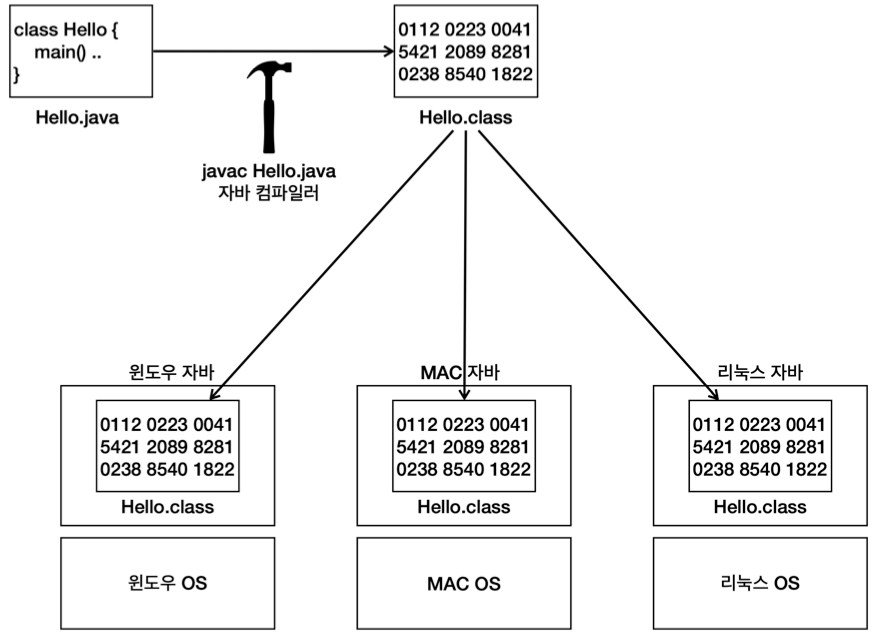 class Hello {
main() ..
}
Hello.java
0112 0223 0041
5421 2089 8281
0238 8540 1822
Hello.class
javac Hello.java
자바 컴파일러
윈도우 자바
0112 0223 0041
5421 2089 8281
0238 8540 1822
Hello.class
윈도우 OS
MAC 자바
0112 0223 0041
5421 2089 8281
0238 8540 1822
Hello.class
MAC OS
리눅스 자바
0112 0223 0041
5421 2089 8281
0238 8540 1822
Hello.class
리눅스 OS